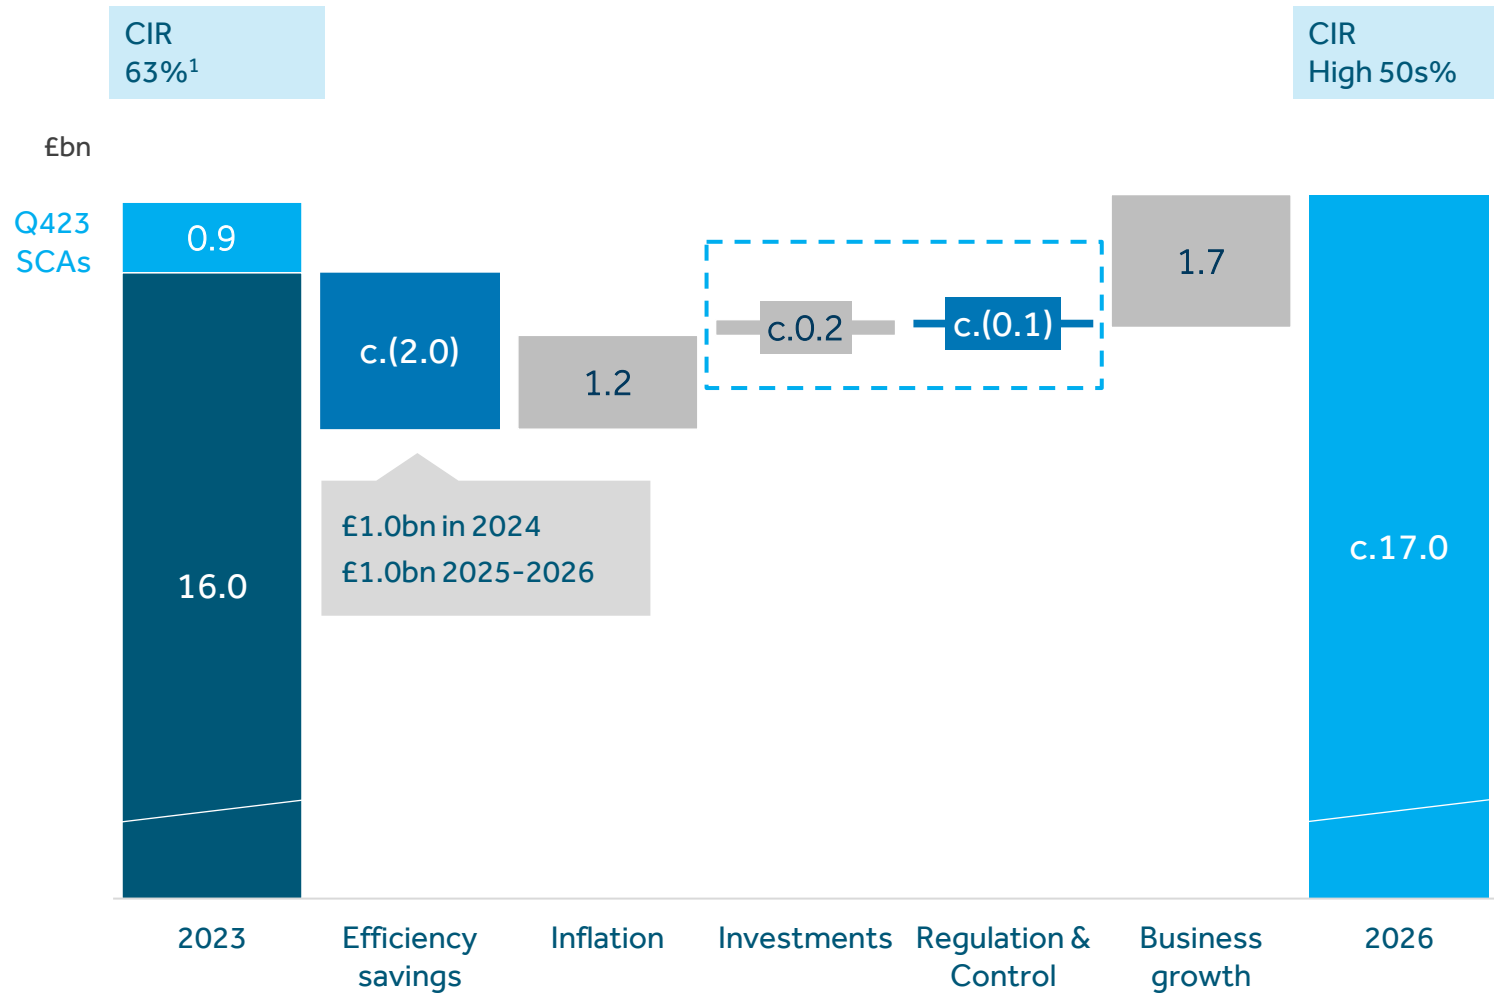 CIR
63%¹
CIR
High 50s%
£bn
Q423
SCAs
0.9
16.0
c.(2.0)
£1.0bn in 2024
£1.0bn 2025-2026
1.2
c.0.2
c.(0.1)
1.7
c.17.0
2023
Efficiency
savings
Inflation
Investments
Regulation &
Control
Business
growth
2026